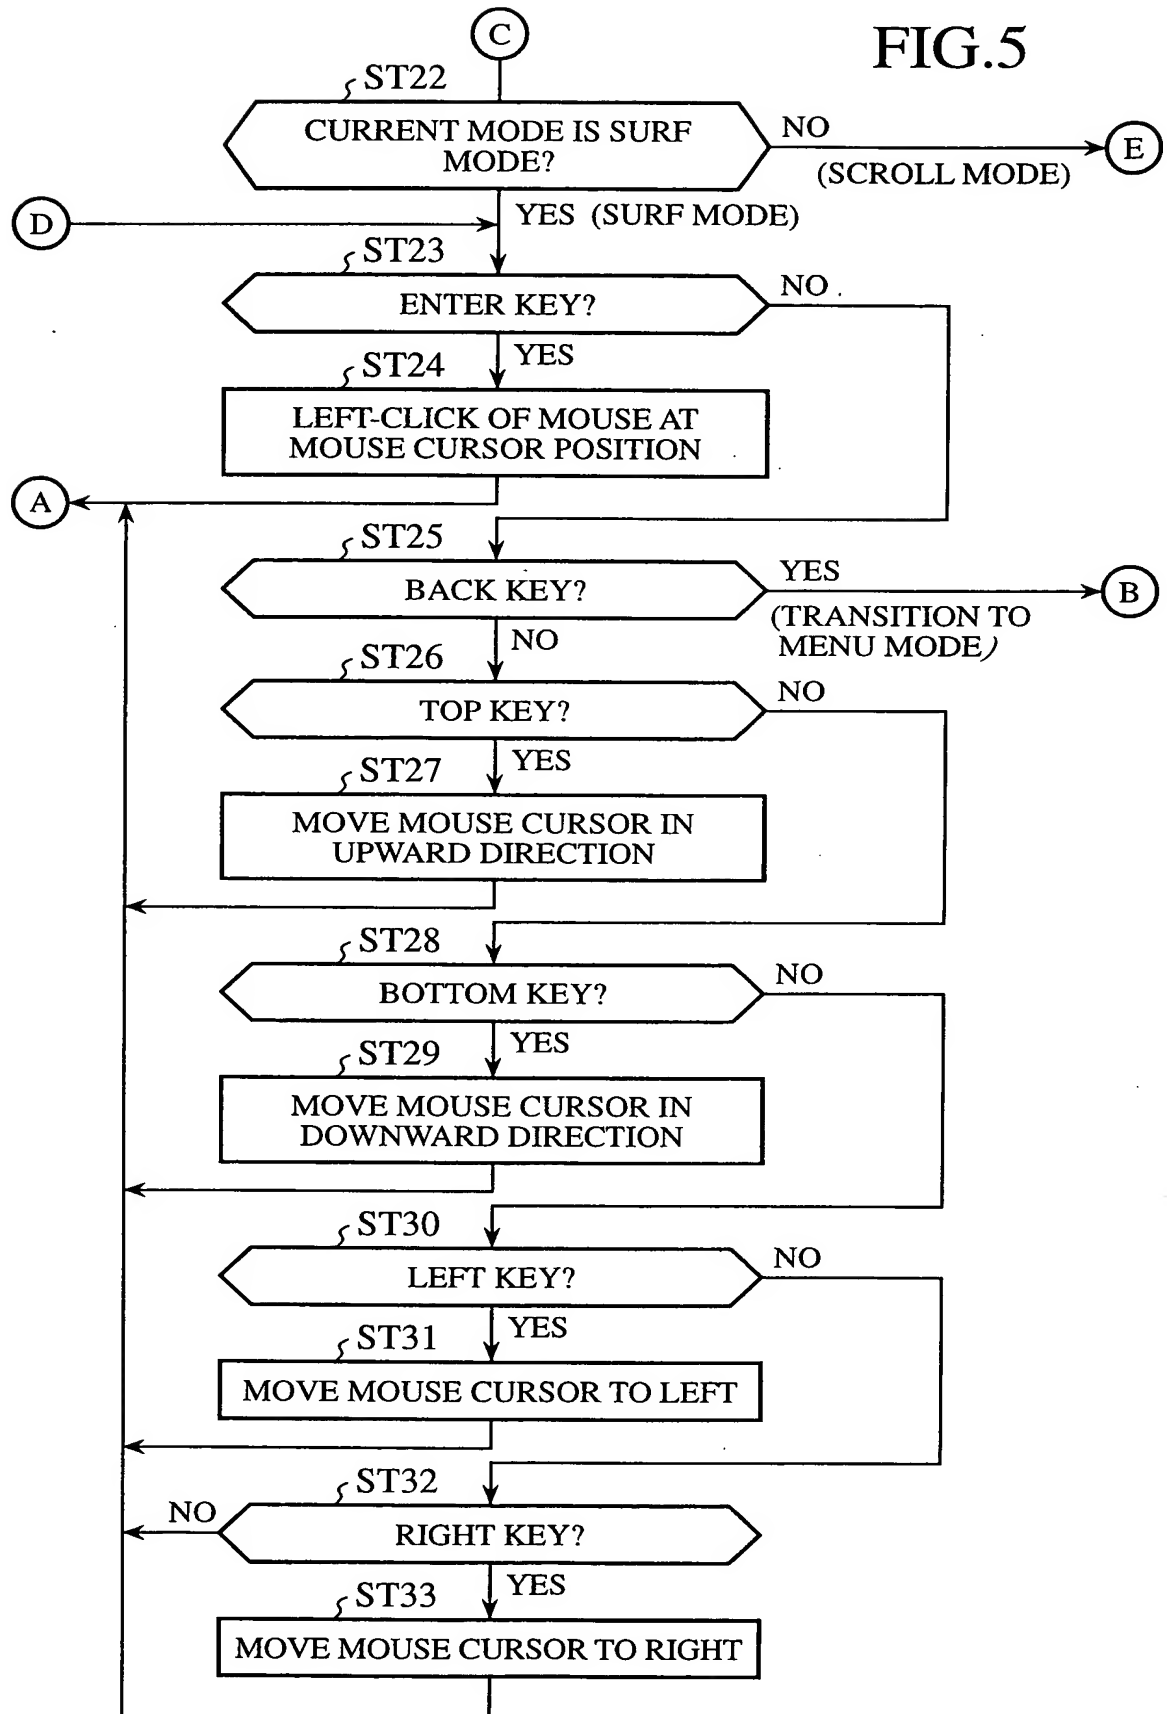 C
FIG.5
ST22
CURRENT MODE IS SURF
MODE?
NO
(SCROLL MODE)
E
D
YES (SURF MODE)
ST23
ENTER KEY?
NO
YES
ST24
LEFT-CLICK OF MOUSE AT
MOUSE CURSOR POSITION
A
ST25
BACK KEY?
YES
(TRANSITION TO
MENU MODE)
B
NO
ST26
TOP KEY?
NO
YES
ST27
MOVE MOUSE CURSOR IN
UPWARD DIRECTION
ST28
BOTTOM KEY?
NO
YES
ST29
MOVE MOUSE CURSOR IN
DOWNWARD DIRECTION
ST30
LEFT KEY?
NO
YES
ST31
MOVE MOUSE CURSOR TO LEFT
ST32
NO
RIGHT KEY?
YES
ST33
MOVE MOUSE CURSOR TO RIGHT